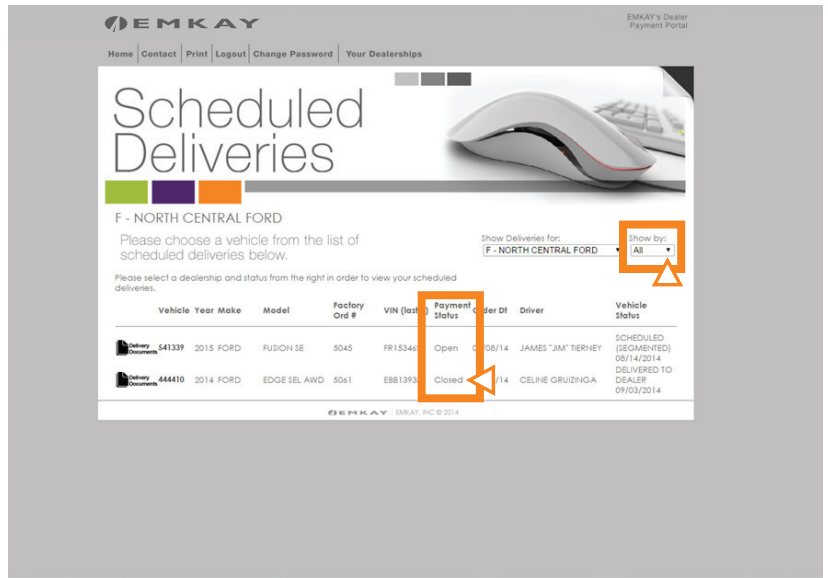 EMKAY
EMKAY's Dealer
Payment Portal
Home Contact Print Logout Change Password Your Dealerships
Scheduled
Deliveries
F - NORTH CENTRAL FORD
Please choose a vehicle from the list of
scheduled deliveries below.
Show Deliveries for:
F - NORTH CENTRAL FORD
Show by:
All
Please select a dealership and status from the right in order to view your scheduled
deliveries.
Vehicle Year Make Model Factory Ord # VIN Payment Status Driver Vehicle Status
Delivery Documents 541339 2015 FORD FUSION SE 5045 Open JAMES "JIM" TIERNEY SCHEDULED (SEGMENTED) 08/14/2014
Delivery Documents 444410 2014 FORD EDGE SEL AWD 5061 Closed CELINE GRUIZINGA DELIVERED TO DEALER 09/03/2014
EMKAY | EMKAY, INC © 2014